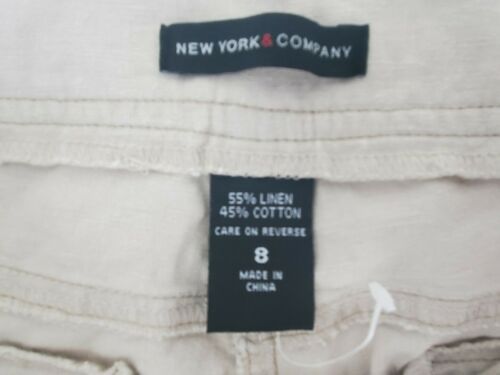 NEW YORK & COMPANY
55% LINEN
45% COTTON
CARE ON REVERSE
8
MADE IN
CHINA